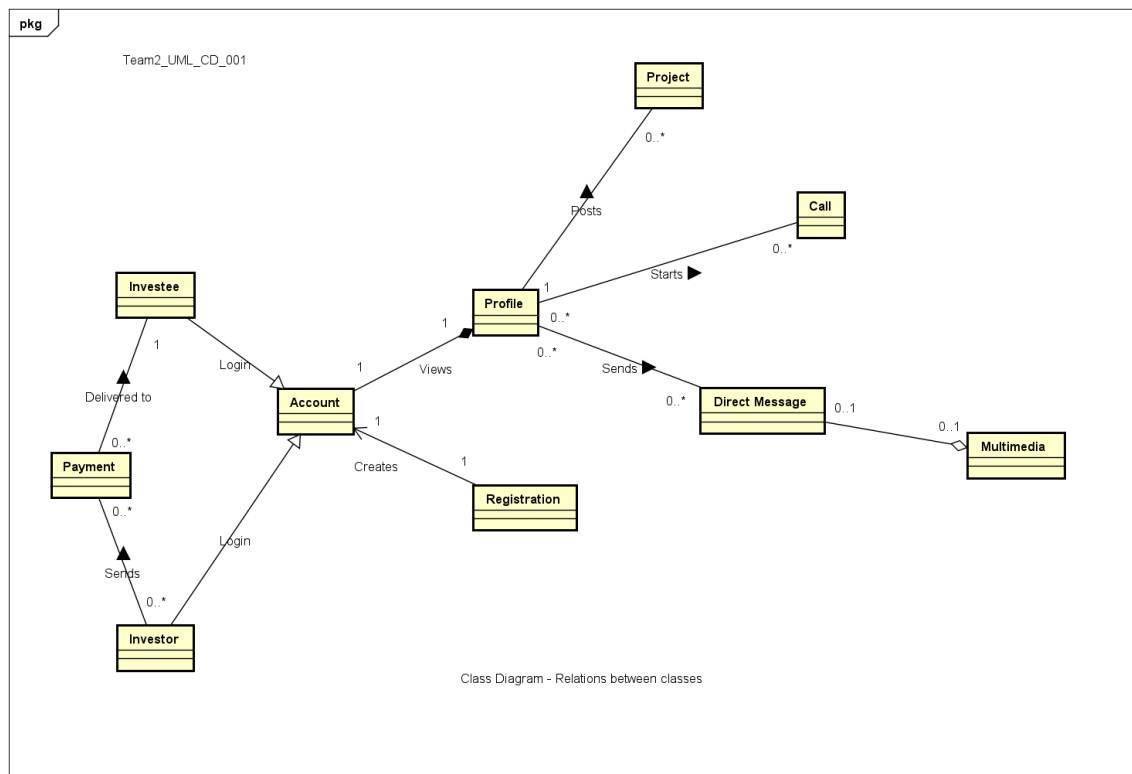 pkg
Team2_UML_CD_001
Project
0..*
Posts
Call
0..*
Starts
1
Profile
0..*
0..*
Sends
0..*
Investee
1
Login
Delivered to
0..*
1
Views
1
Account
1
Creates
1
Registration
Direct Message
0..1
0..1
Multimedia
Payment
0..*
Sends
0..*
Login
Investor
Class Diagram - Relations between classes